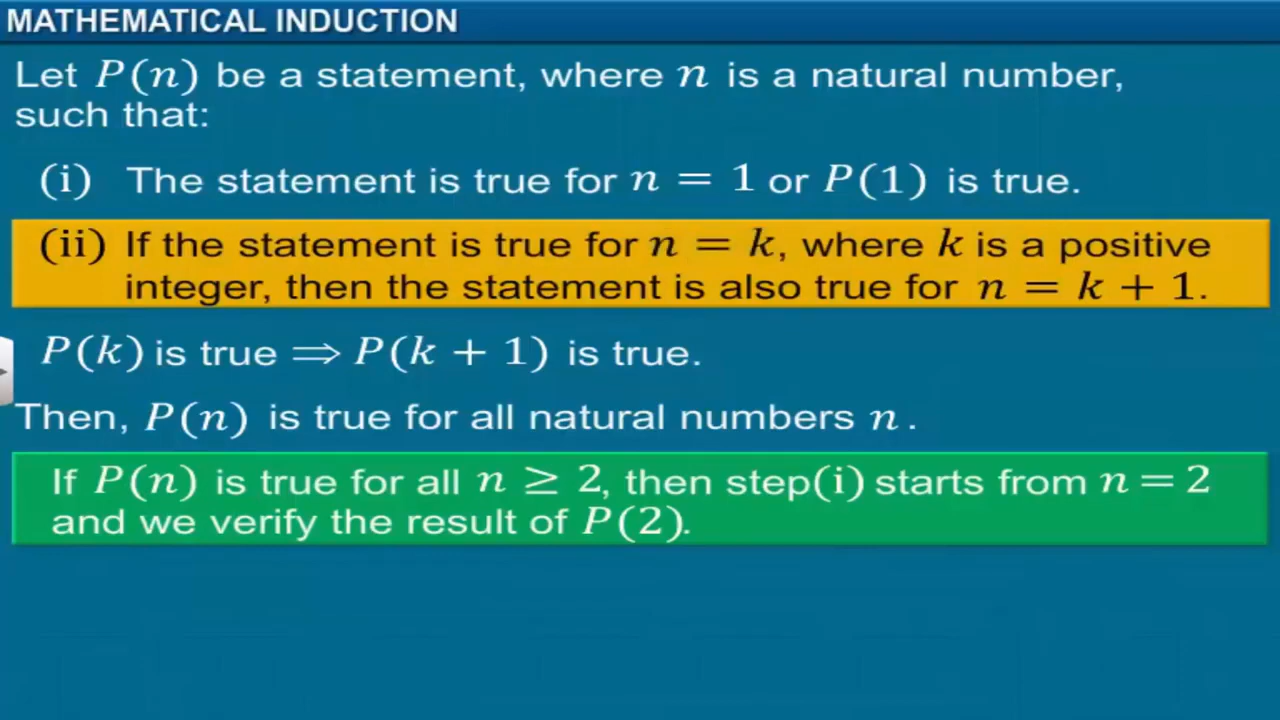 MATHEMATICAL INDUCTION
Let P(n) be a statement, where n is a natural number,
such that:
(i) The statement is true for n = 1 or P(1) is true.
(ii) If the statement is true for n = k, where k is a positive
integer, then the statement is also true for n = k + 1.
P(k) is true ⟹ P(k + 1) is true.
Then, P(n) is true for all natural numbers n.
If P(n) is true for all n ≥ 2, then step(i) starts from n = 2
and we verify the result of P(2).